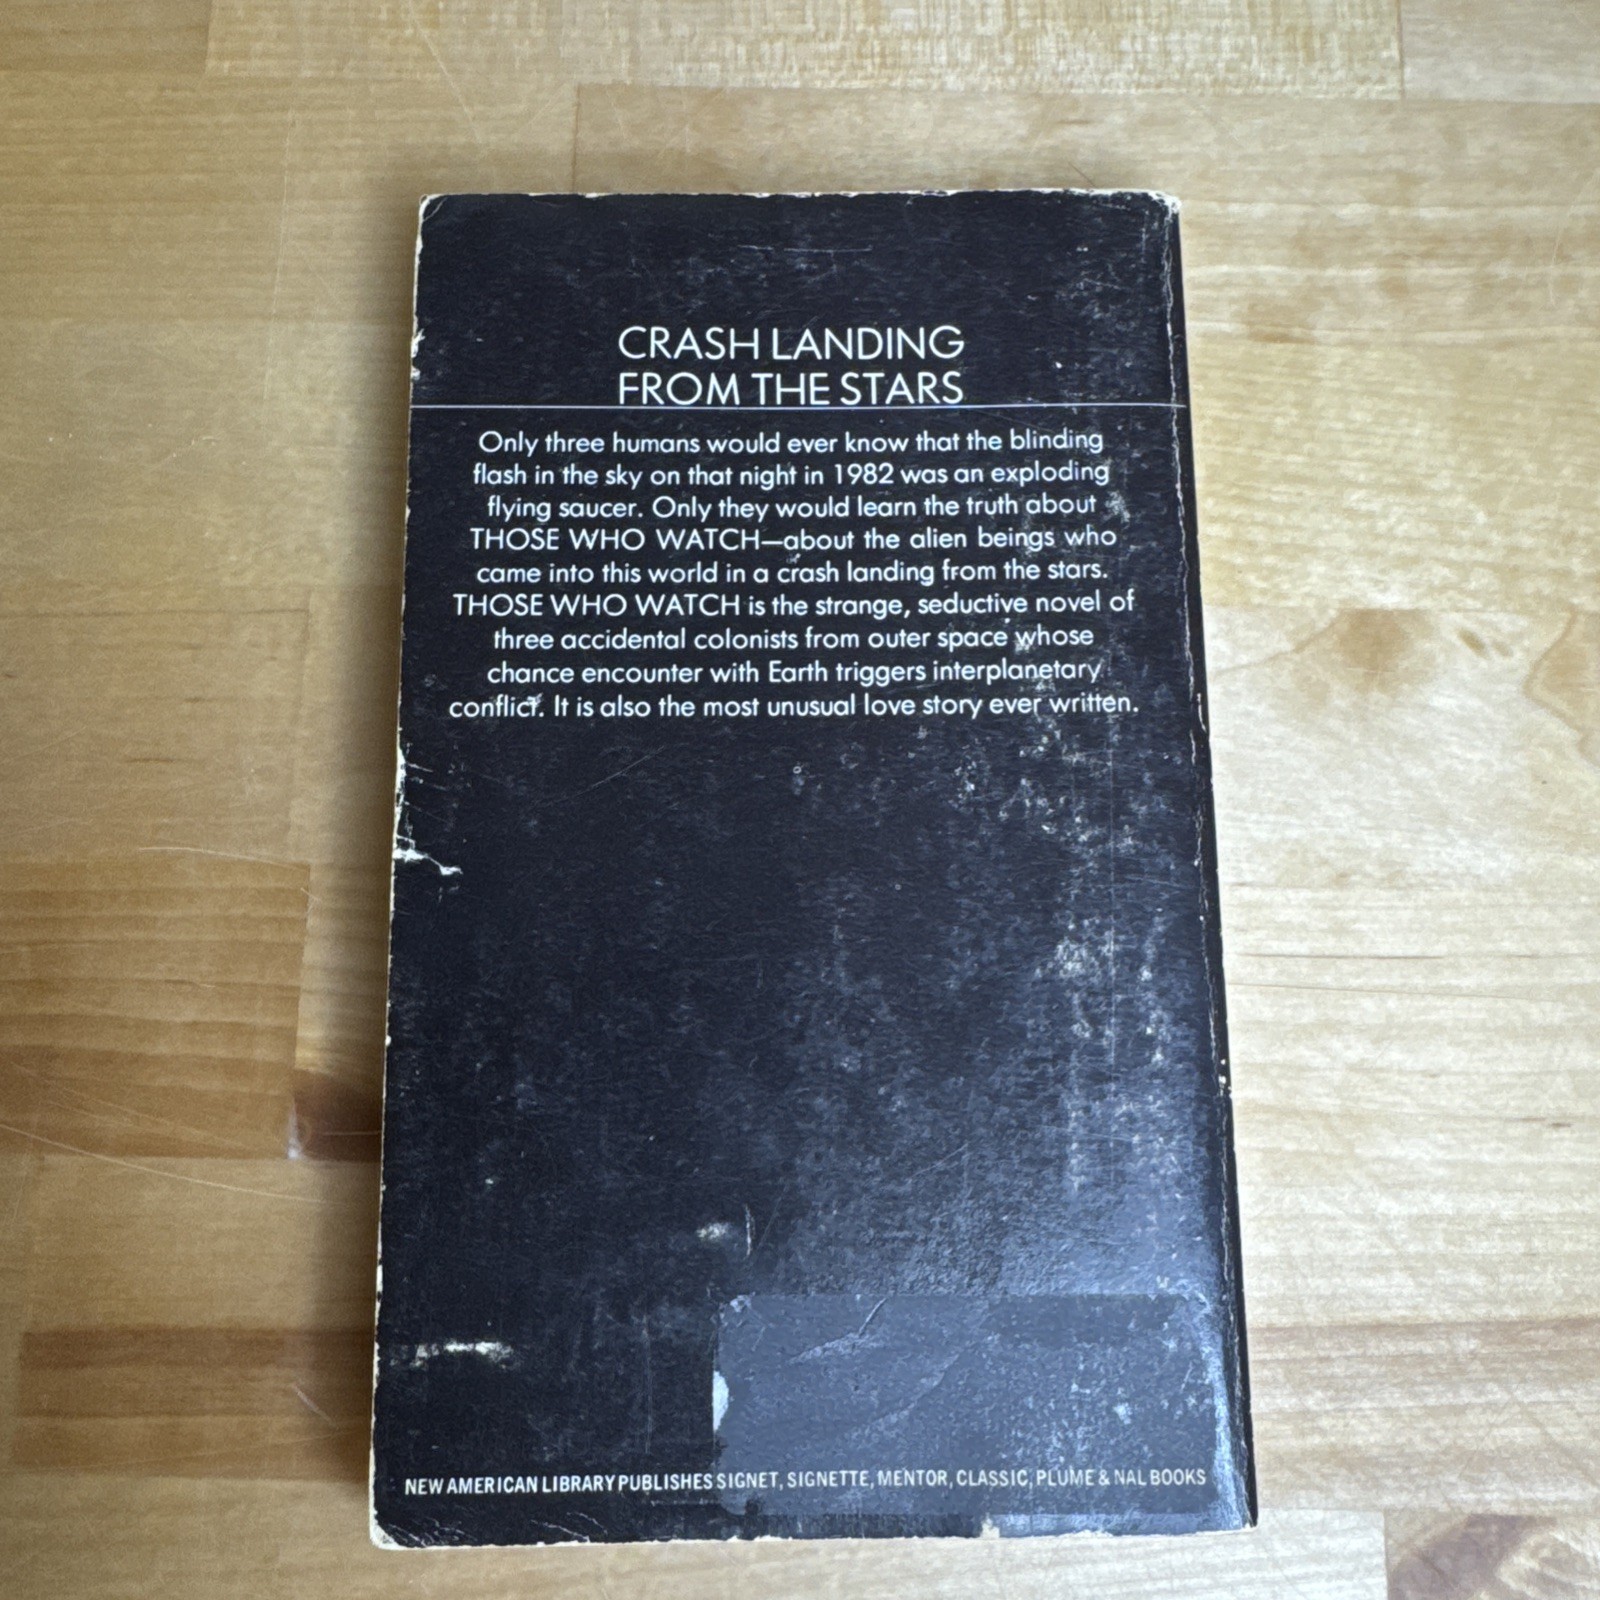 CRASH LANDING
FROM THE STARS
Only three humans would ever know that the blinding
flash in the sky on that night in 1982 was an exploding
flying saucer. Only they would learn the truth about
THOSE WHO WATCH—about the alien beings who
came into this world in a crash landing from the stars.
THOSE WHO WATCH is the strange, seductive novel of
three accidental colonists from outer space whose
chance encounter with Earth triggers interplanetary
conflict. It is also the most unusual love story ever written.
NEW AMERICAN LIBRARY PUBLISHES SIGNET, SIGNETTE, MENTOR, CLASSIC, PLUME & NAL BOOKS